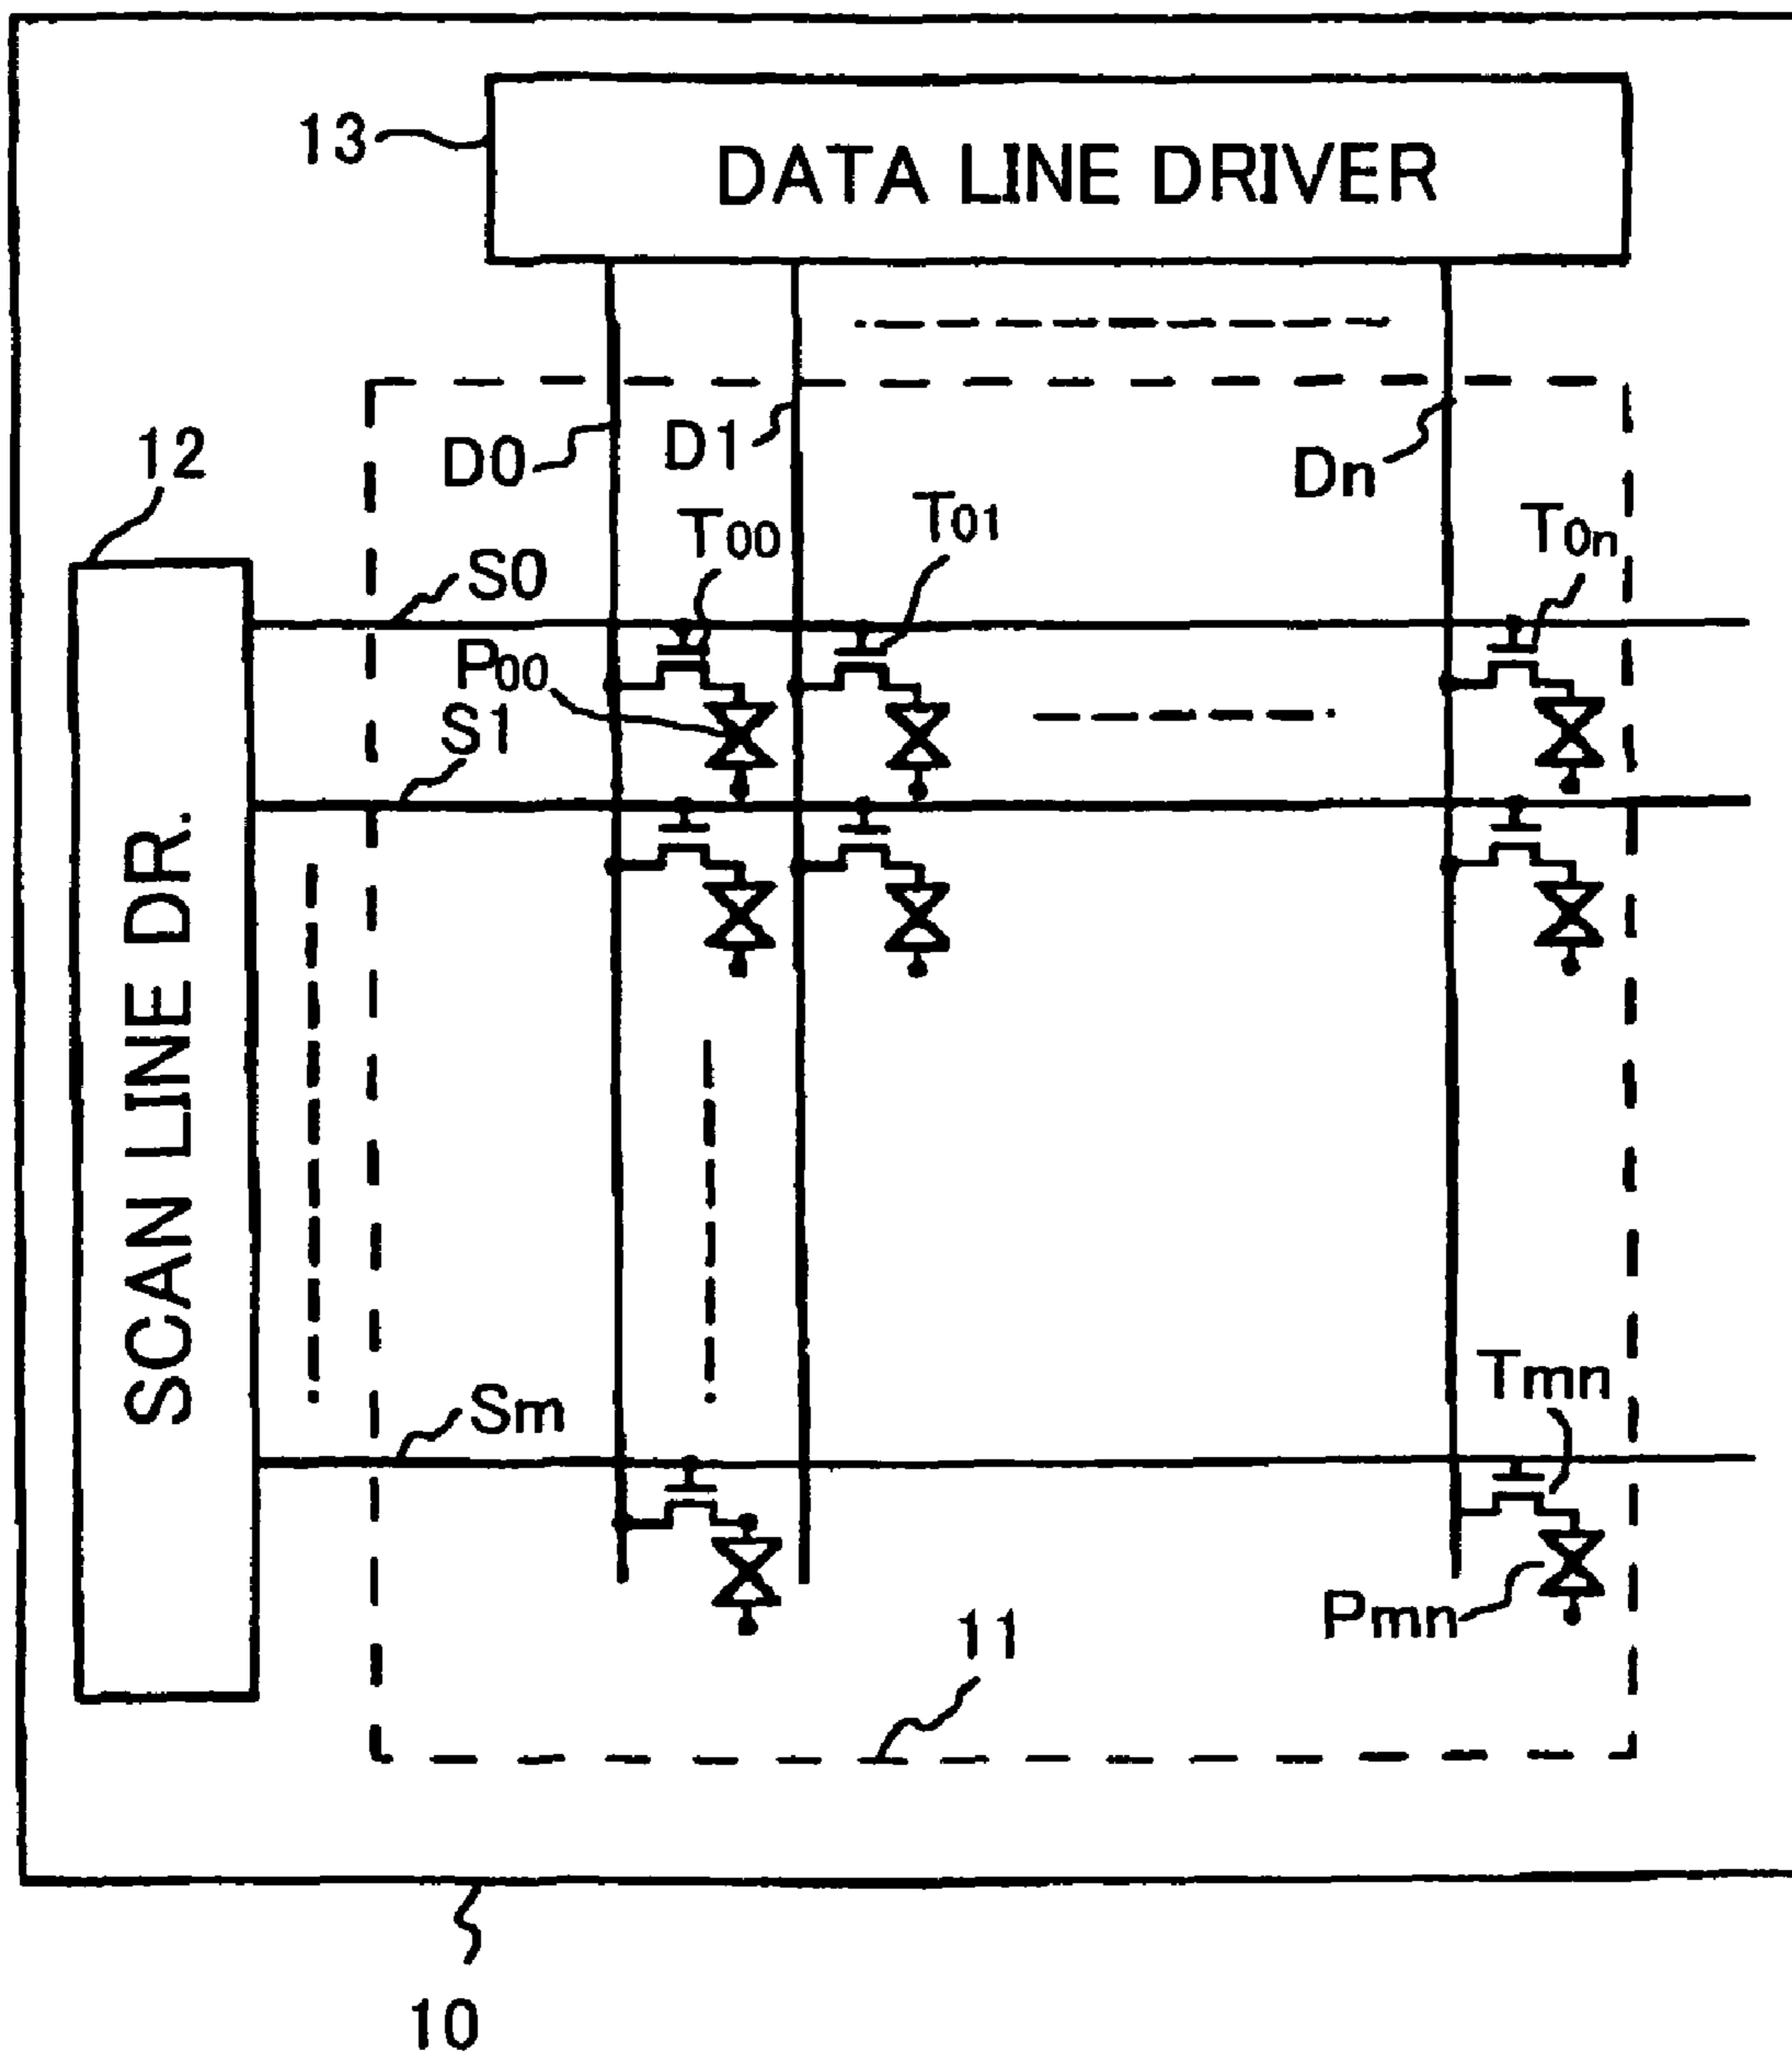 13
DATA LINE DRIVER
D0
D1
Dn
12
T00
T01
T0n
S0
P00
S1
SCAN LINE DR.
Sm
Tmn
Pmn
11
10